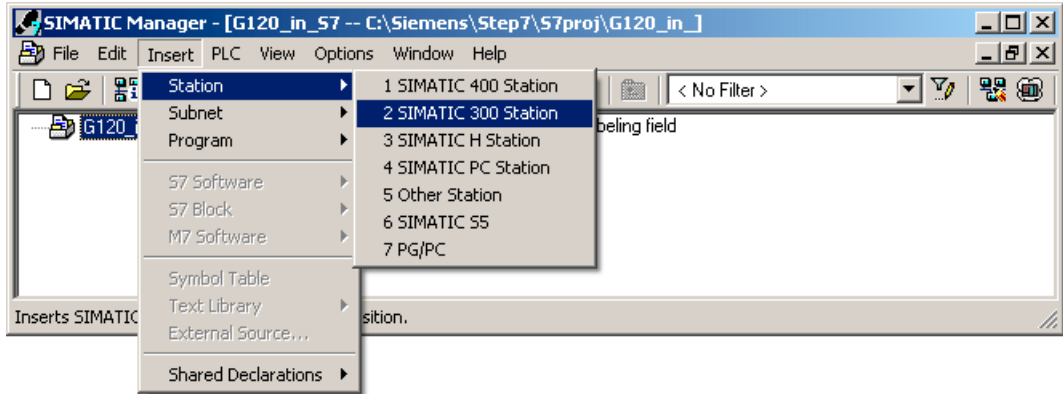 SIMATIC Manager - [G120_in_S7 -- C:\Siemens\Step7\S7proj\G120_in_]
File Edit Insert PLC View Options Window Help
< No Filter >
G120_i
beling field
Station
Subnet
Program
S7 Software
S7 Block
M7 Software
Symbol Table
Text Library
External Source...
Shared Declarations
1 SIMATIC 400 Station
2 SIMATIC 300 Station
3 SIMATIC H Station
4 SIMATIC PC Station
5 Other Station
6 SIMATIC S5
7 PG/PC
Inserts SIMATIC sition.